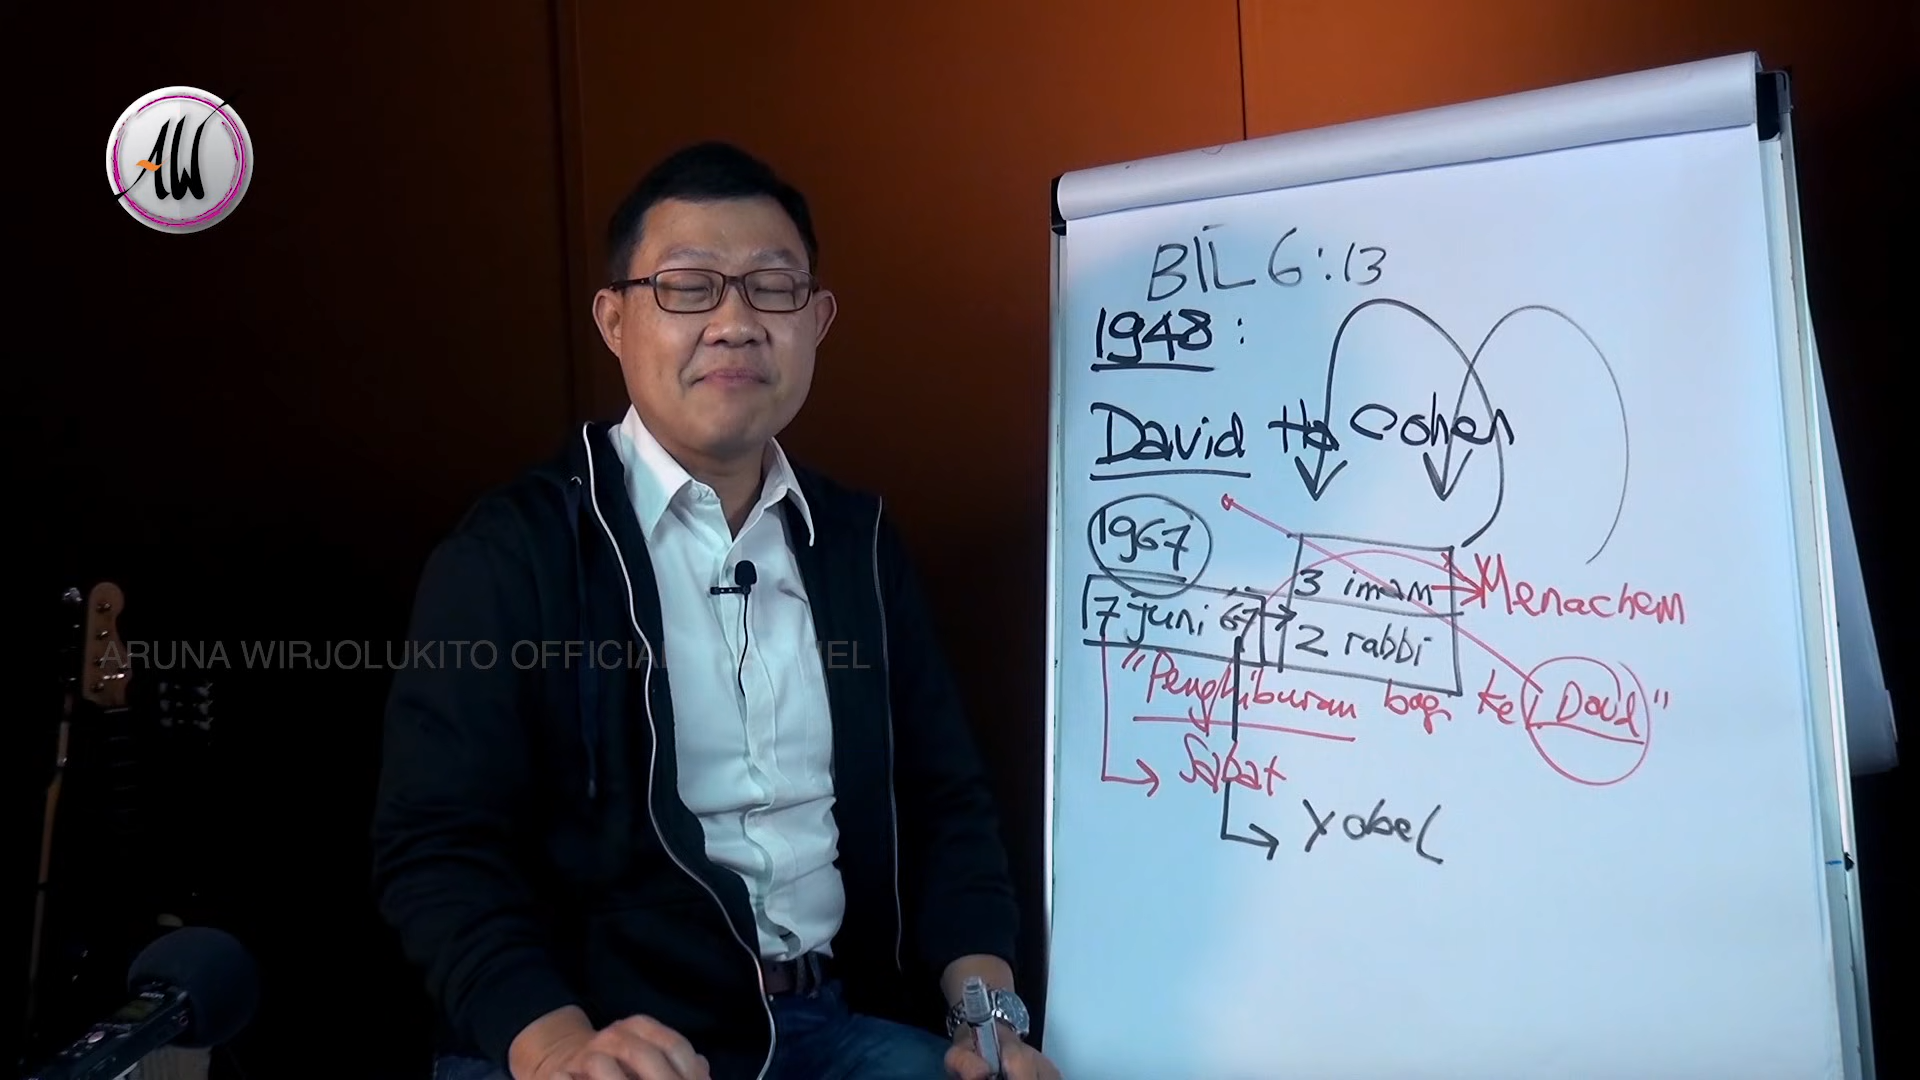 AW
ARUNA WIRJOLUKITO OFFICIAL CHANNEL
BIL 6:13
1948:
David Ha Cohen
1967
3 imam → Menachem
7 juni 67 → 2 rabbi
"Penghiburan bagi ke David"
→ Sabat
→ Yobel